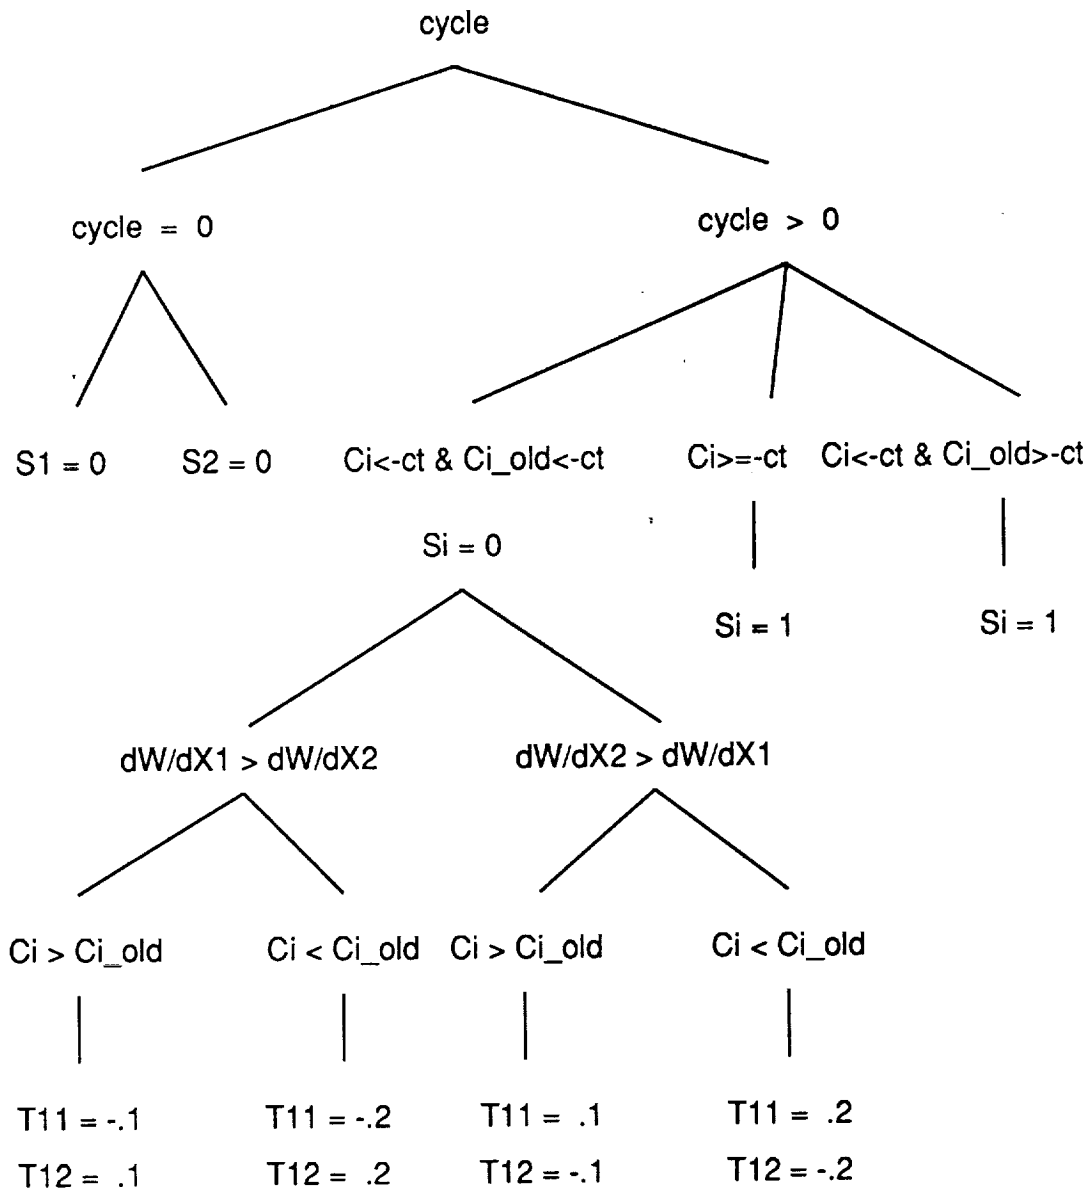 cycle
cycle = 0
cycle > 0
S1 = 0
S2 = 0
Ci<-ct & Ci_old<-ct
Ci>=-ct
Ci<-ct & Ci_old>-ct
Si = 0
Si = 1
Si = 1
dW/dX1 > dW/dX2
dW/dX2 > dW/dX1
Ci > Ci_old
Ci < Ci_old
Ci > Ci_old
Ci < Ci_old
T11 = -.1
T11 = -.2
T11 = .1
T11 = .2
T12 = .1
T12 = .2
T12 = -.1
T12 = -.2